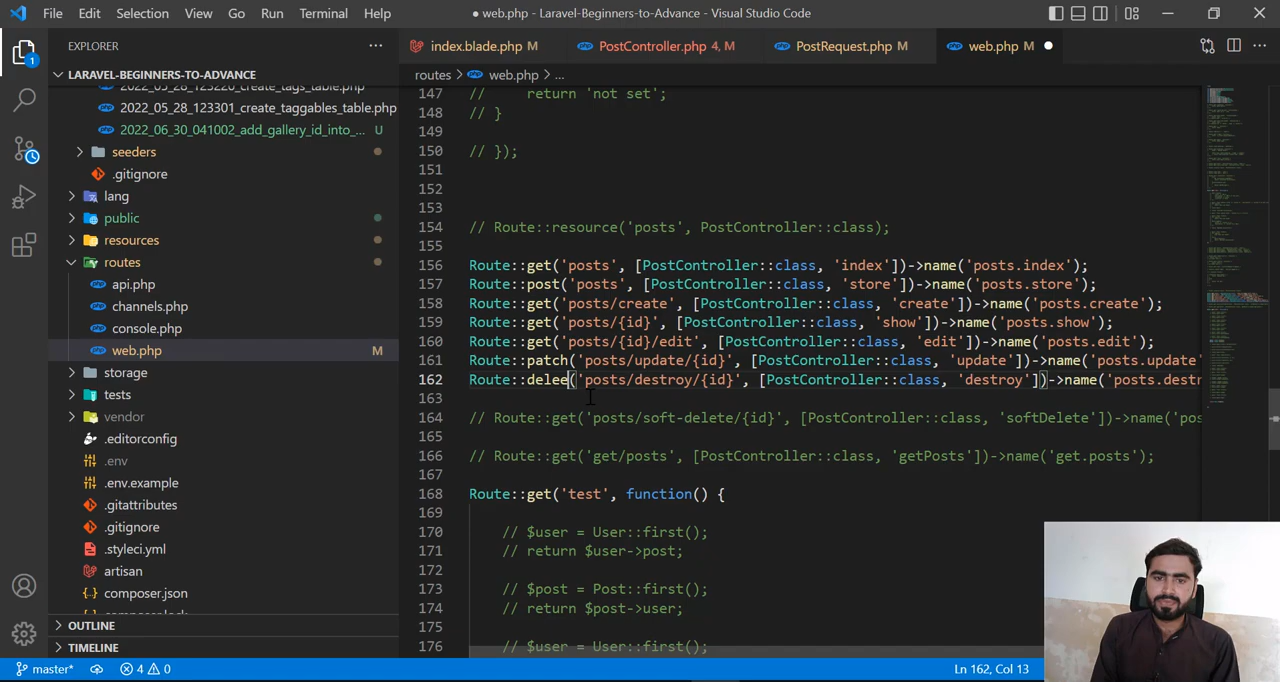 File Edit Selection View Go Run Terminal Help
● web.php - Laravel-Beginners-to-Advance - Visual Studio Code
EXPLORER
index.blade.php M
PostController.php 4, M
PostRequest.php M
web.php M
LARAVEL-BEGINNERS-TO-ADVANCE
routes > web.php > ...
2022_05_28_123220_create_tags_table.php
2022_05_28_123301_create_taggables_table.php
2022_06_30_041002_add_gallery_id_into_... U
seeders
.gitignore
lang
public
resources
routes
api.php
channels.php
console.php
web.php M
storage
tests
vendor
.editorconfig
.env
.env.example
.gitattributes
.gitignore
.styleci.yml
artisan
composer.json
OUTLINE
TIMELINE
147 // return 'not set';
148 // }
149
150 // });
151
152
153
154 // Route::resource('posts', PostController::class);
155
156 Route::get('posts', [PostController::class, 'index'])->name('posts.index');
157 Route::post('posts', [PostController::class, 'store'])->name('posts.store');
158 Route::get('posts/create', [PostController::class, 'create'])->name('posts.create');
159 Route::get('posts/{id}', [PostController::class, 'show'])->name('posts.show');
160 Route::get('posts/{id}/edit', [PostController::class, 'edit'])->name('posts.edit');
161 Route::patch('posts/update/{id}', [PostController::class, 'update'])->name('posts.update'
162 Route::delee('posts/destroy/{id}', [PostController::class, 'destroy'])->name('posts.destr
163
164 // Route::get('posts/soft-delete/{id}', [PostController::class, 'softDelete'])->name('pos
165
166 // Route::get('get/posts', [PostController::class, 'getPosts'])->name('get.posts');
167
168 Route::get('test', function() {
169
170 // $user = User::first();
171 // return $user->post;
172
173 // $post = Post::first();
174 // return $post->user;
175
176 // $user = User::first();
master* 4 0
Ln 162, Col 13
1